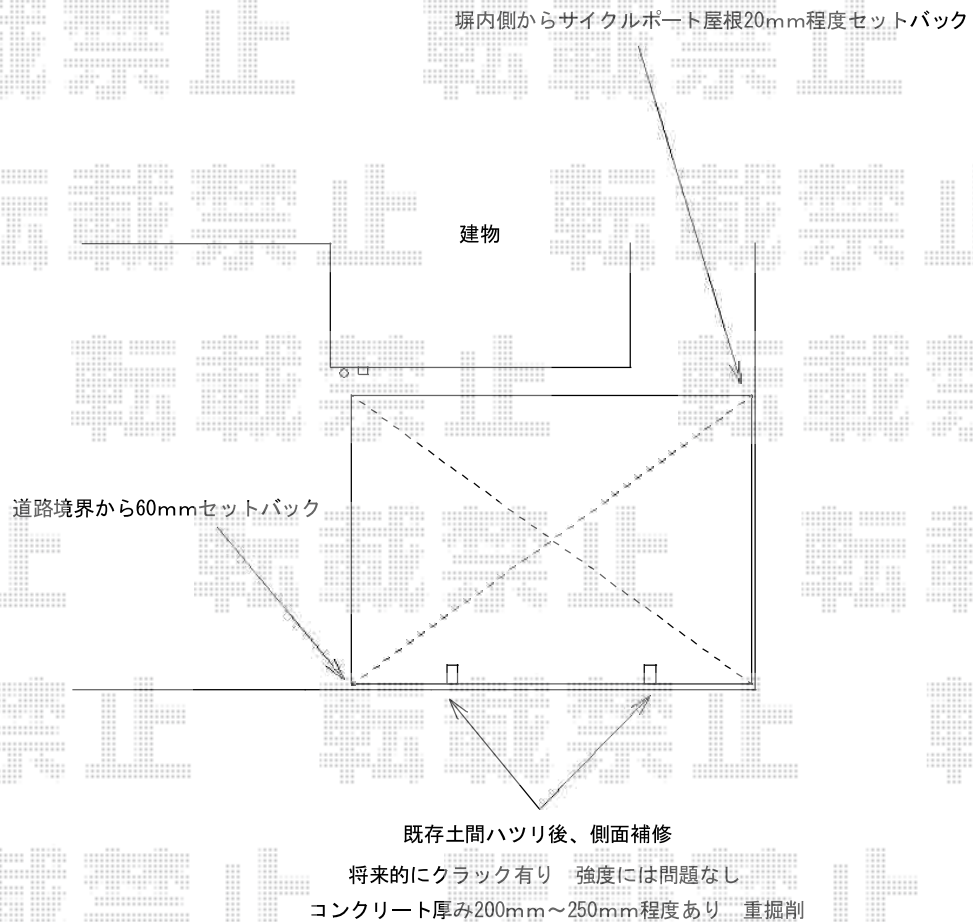 塀内側からサイクルポート屋根20mm程度セットバック
転載禁止
建物
道路境界から60mmセットバック
既存土間ハツリ後、側面補修
将来的にクラック有り　強度には問題なし
コンクリート厚み200mm～250mm程度あり　重掘削